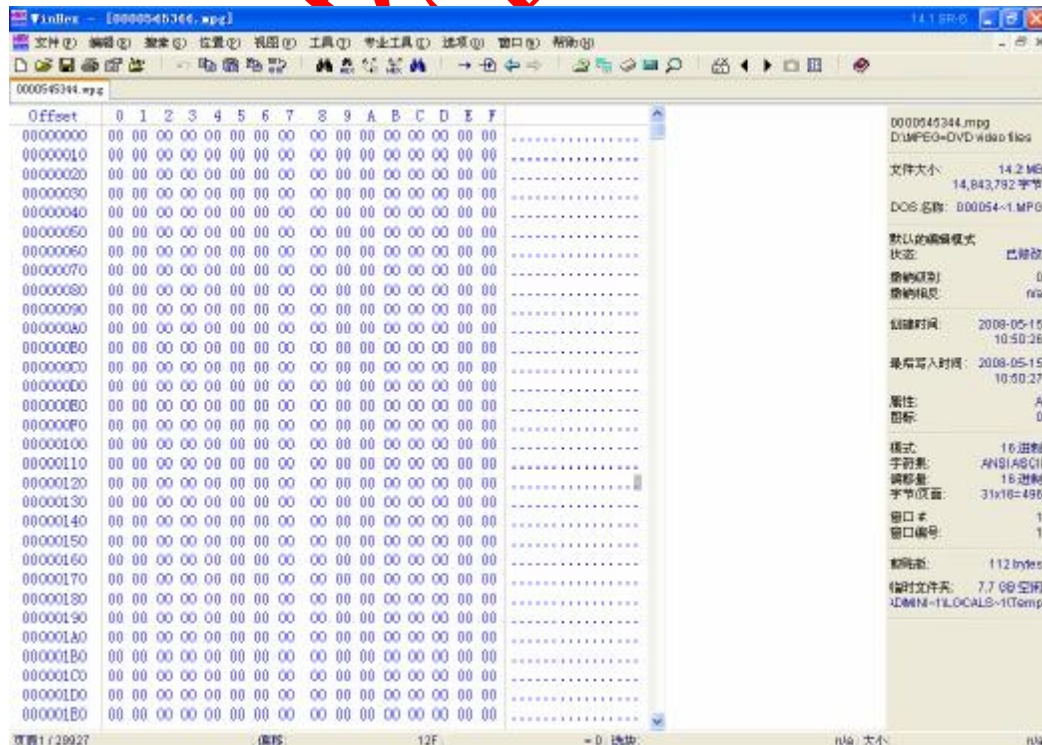 WinHex - [0000545344.mpg] 14.1 SR-6
文件(F) 编辑(E) 搜索(S) 位置(P) 视图(V) 工具(T) 专业工具(I) 选项(O) 窗口(W) 帮助(H)
0000545344.mpg
Offset 0 1 2 3 4 5 6 7 8 9 A B C D E F
00000000 00 00 00 00 00 00 00 00 00 00 00 00 00 00 00 00 ................
00000010 00 00 00 00 00 00 00 00 00 00 00 00 00 00 00 00 ................
00000020 00 00 00 00 00 00 00 00 00 00 00 00 00 00 00 00 ................
00000030 00 00 00 00 00 00 00 00 00 00 00 00 00 00 00 00 ................
00000040 00 00 00 00 00 00 00 00 00 00 00 00 00 00 00 00 ................
00000050 00 00 00 00 00 00 00 00 00 00 00 00 00 00 00 00 ................
00000060 00 00 00 00 00 00 00 00 00 00 00 00 00 00 00 00 ................
00000070 00 00 00 00 00 00 00 00 00 00 00 00 00 00 00 00 ................
00000080 00 00 00 00 00 00 00 00 00 00 00 00 00 00 00 00 ................
00000090 00 00 00 00 00 00 00 00 00 00 00 00 00 00 00 00 ................
000000A0 00 00 00 00 00 00 00 00 00 00 00 00 00 00 00 00 ................
000000B0 00 00 00 00 00 00 00 00 00 00 00 00 00 00 00 00 ................
000000C0 00 00 00 00 00 00 00 00 00 00 00 00 00 00 00 00 ................
000000D0 00 00 00 00 00 00 00 00 00 00 00 00 00 00 00 00 ................
000000E0 00 00 00 00 00 00 00 00 00 00 00 00 00 00 00 00 ................
000000F0 00 00 00 00 00 00 00 00 00 00 00 00 00 00 00 00 ................
00000100 00 00 00 00 00 00 00 00 00 00 00 00 00 00 00 00 ................
00000110 00 00 00 00 00 00 00 00 00 00 00 00 00 00 00 00 ................
00000120 00 00 00 00 00 00 00 00 00 00 00 00 00 00 00 00 ................
00000130 00 00 00 00 00 00 00 00 00 00 00 00 00 00 00 00 ................
00000140 00 00 00 00 00 00 00 00 00 00 00 00 00 00 00 00 ................
00000150 00 00 00 00 00 00 00 00 00 00 00 00 00 00 00 00 ................
00000160 00 00 00 00 00 00 00 00 00 00 00 00 00 00 00 00 ................
00000170 00 00 00 00 00 00 00 00 00 00 00 00 00 00 00 00 ................
00000180 00 00 00 00 00 00 00 00 00 00 00 00 00 00 00 00 ................
00000190 00 00 00 00 00 00 00 00 00 00 00 00 00 00 00 00 ................
000001A0 00 00 00 00 00 00 00 00 00 00 00 00 00 00 00 00 ................
000001B0 00 00 00 00 00 00 00 00 00 00 00 00 00 00 00 00 ................
000001C0 00 00 00 00 00 00 00 00 00 00 00 00 00 00 00 00 ................
000001D0 00 00 00 00 00 00 00 00 00 00 00 00 00 00 00 00 ................
000001E0 00 00 00 00 00 00 00 00 00 00 00 00 00 00 00 00 ................
0000545344.mpg
D:\MPEG=DVD video files
文件大小: 14.2 MB
14,843,792 字节
DOS 名称: 000054~1.MPG
默认的编辑模式
状态: 已修改
撤销级别: 0
撤销相反: n/a
创建时间: 2008-05-15
10:50:26
最后写入时间: 2008-05-15
10:50:27
属性: A
图标: 0
模式: 16 进制
字符集: ANSI ASCII
偏移量: 16 进制
字节/页面: 31x16=496
窗口 #: 1
窗口编号: 1
剪贴板: 112 bytes
临时文件夹: 7.7 GB 空闲
\DMINI~1\LOCALS~1\Temp
页面1 / 29927 偏移: 12F = 0 选块: n/a 大小: n/a